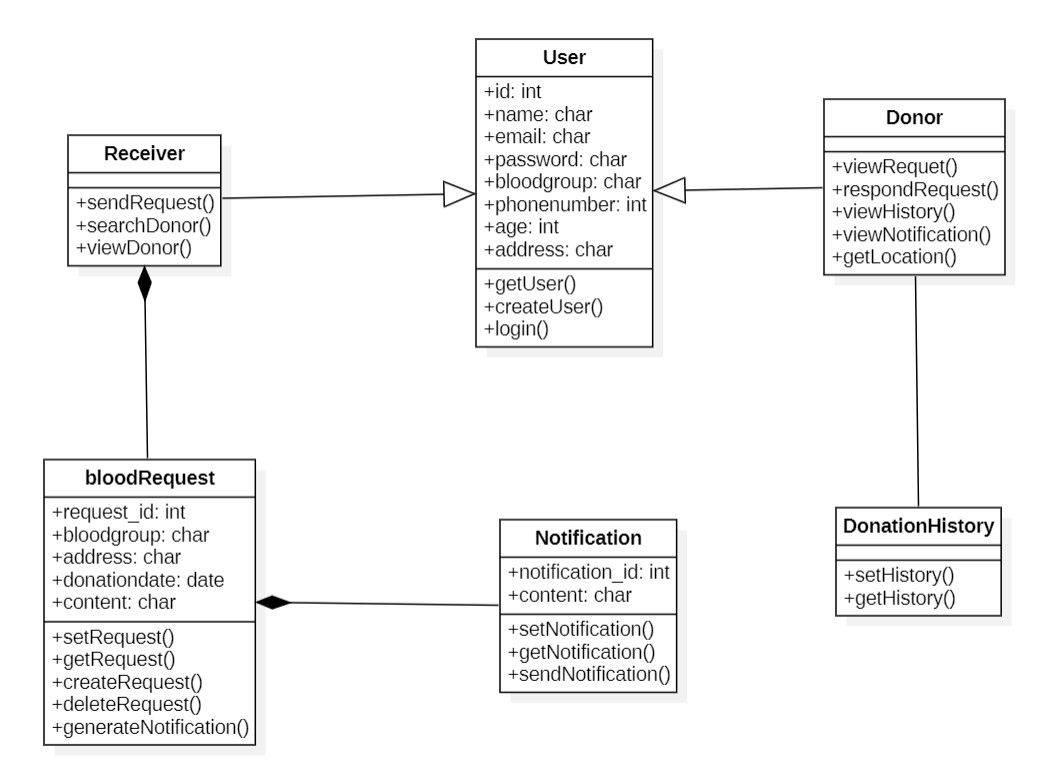 User
+id: int
+name: char
+email: char
+password: char
+bloodgroup: char
+phonenumber: int
+age: int
+address: char
+getUser()
+createUser()
+login()
Donor
+viewRequet()
+respondRequest()
+viewHistory()
+viewNotification()
+getLocation()
Receiver
+sendRequest()
+searchDonor()
+viewDonor()
bloodRequest
+request_id: int
+bloodgroup: char
+address: char
+donationdate: date
+content: char
+setRequest()
+getRequest()
+createRequest()
+deleteRequest()
+generateNotification()
Notification
+notification_id: int
+content: char
+setNotification()
+getNotification()
+sendNotification()
DonationHistory
+setHistory()
+getHistory()